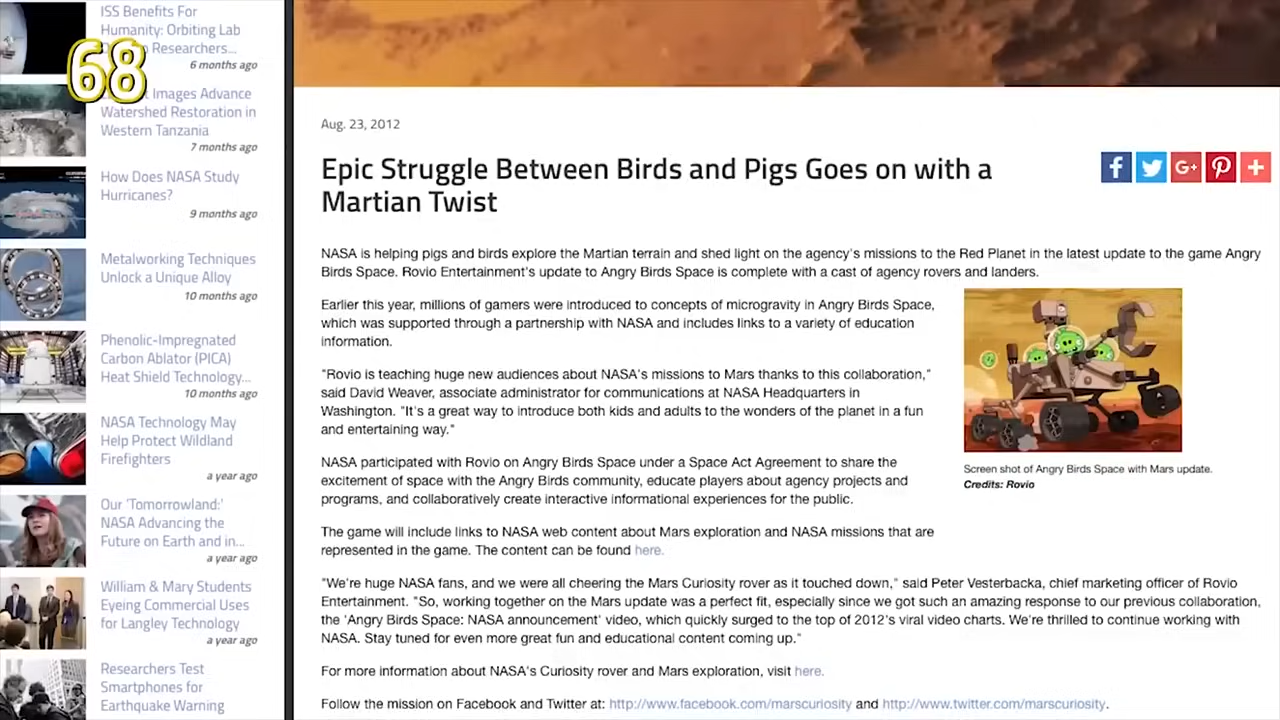 ISS Benefits For
Humanity: Orbiting Lab
Researchers...
6 months ago
68
Images Advance
Watershed Restoration in
Western Tanzania
7 months ago
How Does NASA Study
Hurricanes?
9 months ago
Metalworking Techniques
Unlock a Unique Alloy
10 months ago
Phenolic-Impregnated
Carbon Ablator (PICA)
Heat Shield Technology...
10 months ago
NASA Technology May
Help Protect Wildland
Firefighters
a year ago
Our 'Tomorrowland:'
NASA Advancing the
Future on Earth and in...
a year ago
William & Mary Students
Eyeing Commercial Uses
for Langley Technology
a year ago
Researchers Test
Smartphones for
Earthquake Warning
Aug. 23, 2012
Epic Struggle Between Birds and Pigs Goes on with a
Martian Twist
NASA is helping pigs and birds explore the Martian terrain and shed light on the agency's missions to the Red Planet in the latest update to the game Angry
Birds Space. Rovio Entertainment's update to Angry Birds Space is complete with a cast of agency rovers and landers.
Earlier this year, millions of gamers were introduced to concepts of microgravity in Angry Birds Space,
which was supported through a partnership with NASA and includes links to a variety of education
information.
"Rovio is teaching huge new audiences about NASA's missions to Mars thanks to this collaboration,"
said David Weaver, associate administrator for communications at NASA Headquarters in
Washington. "It's a great way to introduce both kids and adults to the wonders of the planet in a fun
and entertaining way."
Screen shot of Angry Birds Space with Mars update.
Credits: Rovio
NASA participated with Rovio on Angry Birds Space under a Space Act Agreement to share the
excitement of space with the Angry Birds community, educate players about agency projects and
programs, and collaboratively create interactive informational experiences for the public.
The game will include links to NASA web content about Mars exploration and NASA missions that are
represented in the game. The content can be found here.
"We're huge NASA fans, and we were all cheering the Mars Curiosity rover as it touched down," said Peter Vesterbacka, chief marketing officer of Rovio
Entertainment. "So, working together on the Mars update was a perfect fit, especially since we got such an amazing response to our previous collaboration,
the 'Angry Birds Space: NASA announcement' video, which quickly surged to the top of 2012's viral video charts. We're thrilled to continue working with
NASA. Stay tuned for even more great fun and educational content coming up."
For more information about NASA's Curiosity rover and Mars exploration, visit here.
Follow the mission on Facebook and Twitter at: http://www.facebook.com/marscuriosity and http://www.twitter.com/marscuriosity.